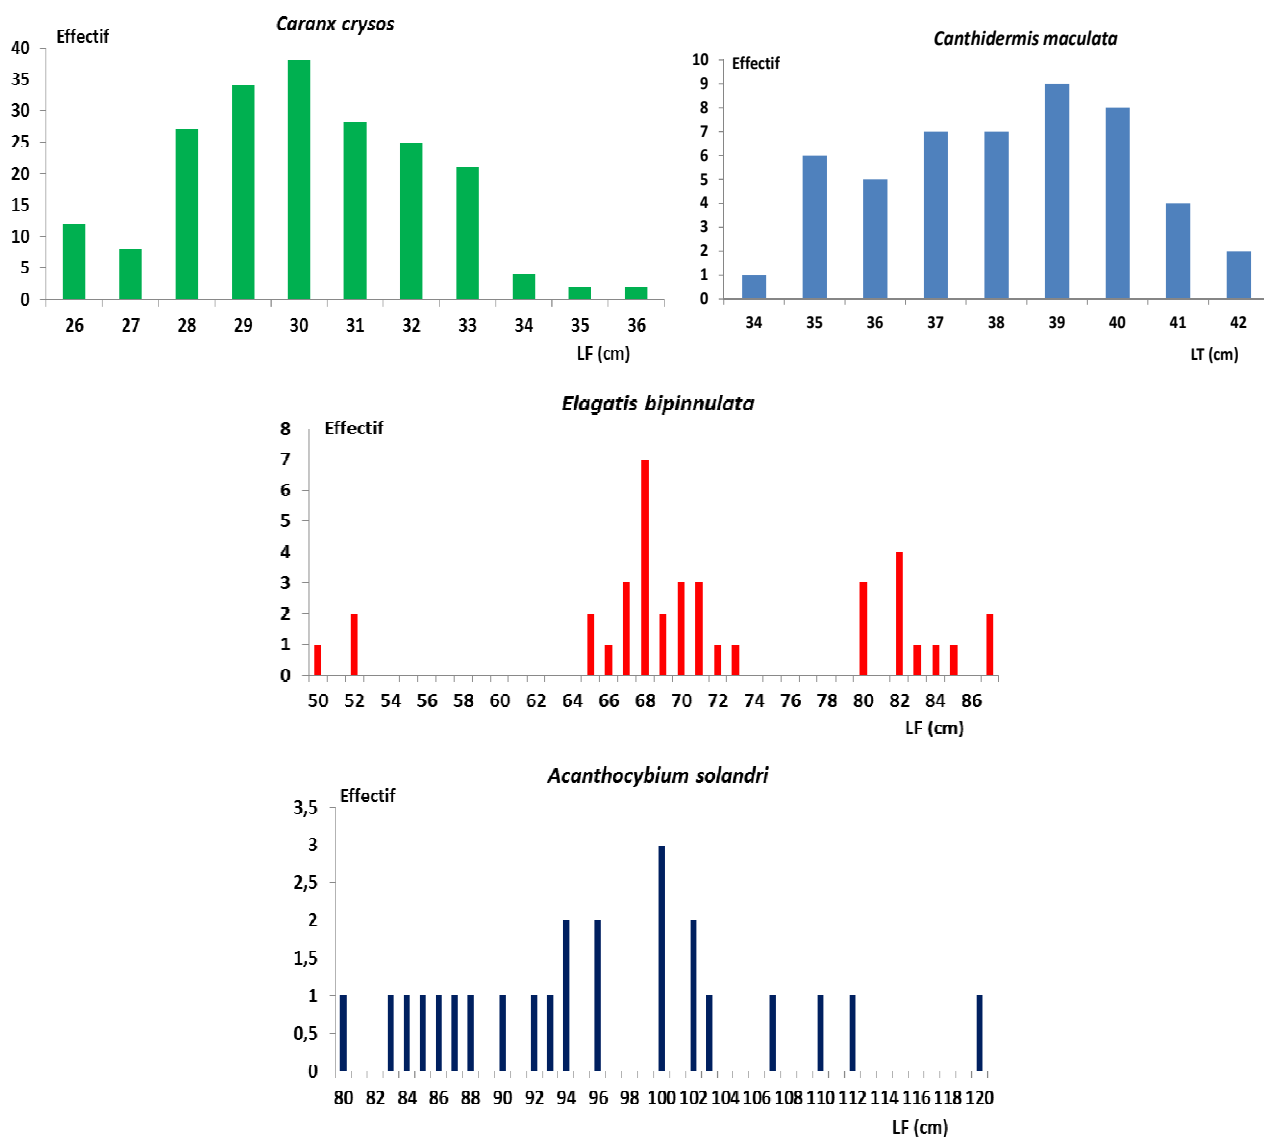 Caranx crysos
Effectif
40
35
30
25
20
15
10
5
0
26 27 28 29 30 31 32 33 34 35 36
LF (cm)
Canthidermis maculata
Effectif
10
9
8
7
6
5
4
3
2
1
0
34 35 36 37 38 39 40 41 42
LT (cm)
Elagatis bipinnulata
Effectif
8
7
6
5
4
3
2
1
0
50 52 54 56 58 60 62 64 66 68 70 72 74 76 78 80 82 84 86
LF (cm)
Acanthocybium solandri
Effectif
3,5
3
2,5
2
1,5
1
0,5
0
80 82 84 86 88 90 92 94 96 98 100 102 104 106 108 110 112 114 116 118 120
LF (cm)